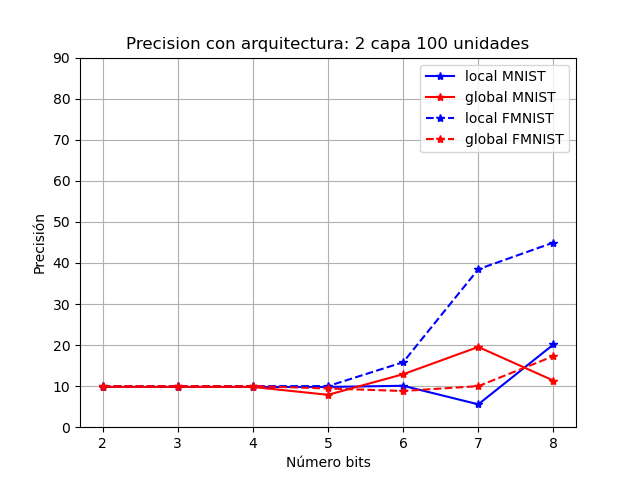 Precision con arquitectura: 2 capa 100 unidades
90
80
70
60
50
40
30
20
10
0
Precisión
local MNIST
global MNIST
local FMNIST
global FMNIST
2 3 4 5 6 7 8
Número bits